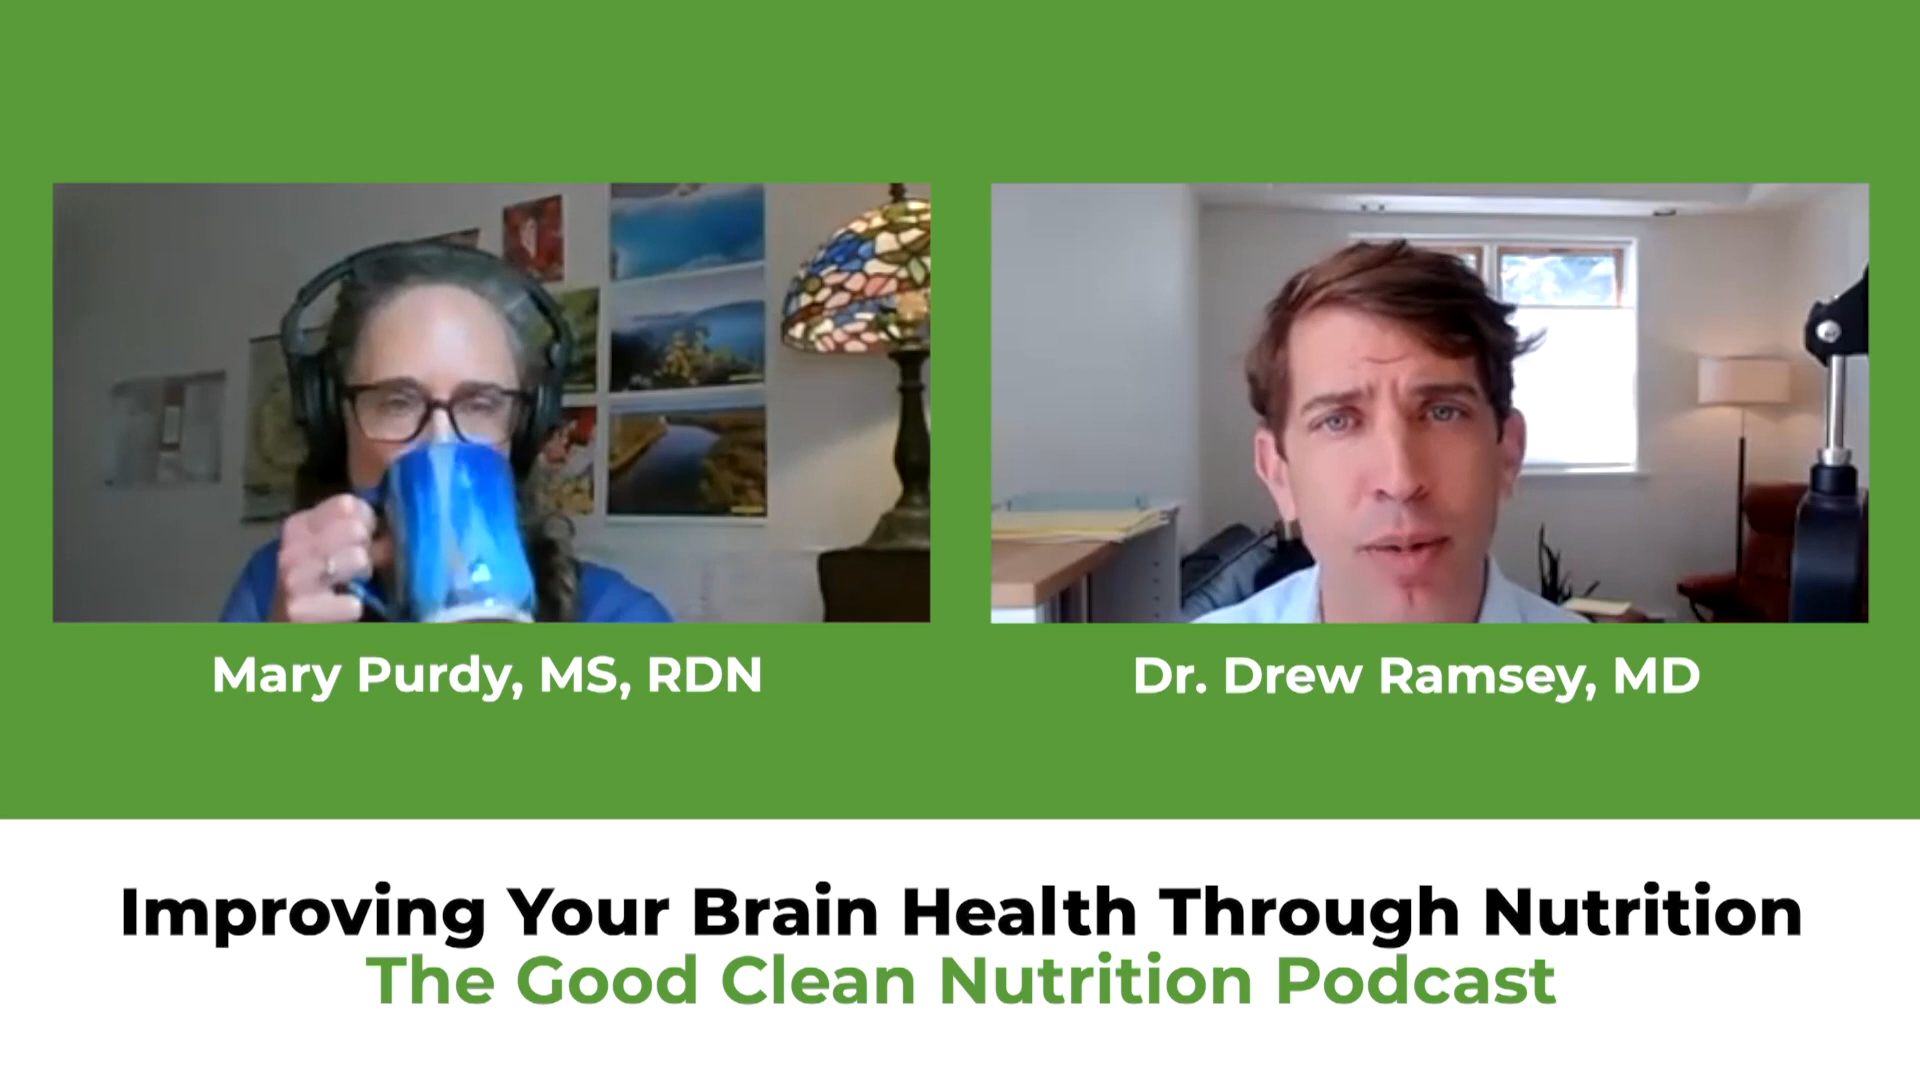 Mary Purdy, MS, RDN
Dr. Drew Ramsey, MD
Improving Your Brain Health Through Nutrition
The Good Clean Nutrition Podcast